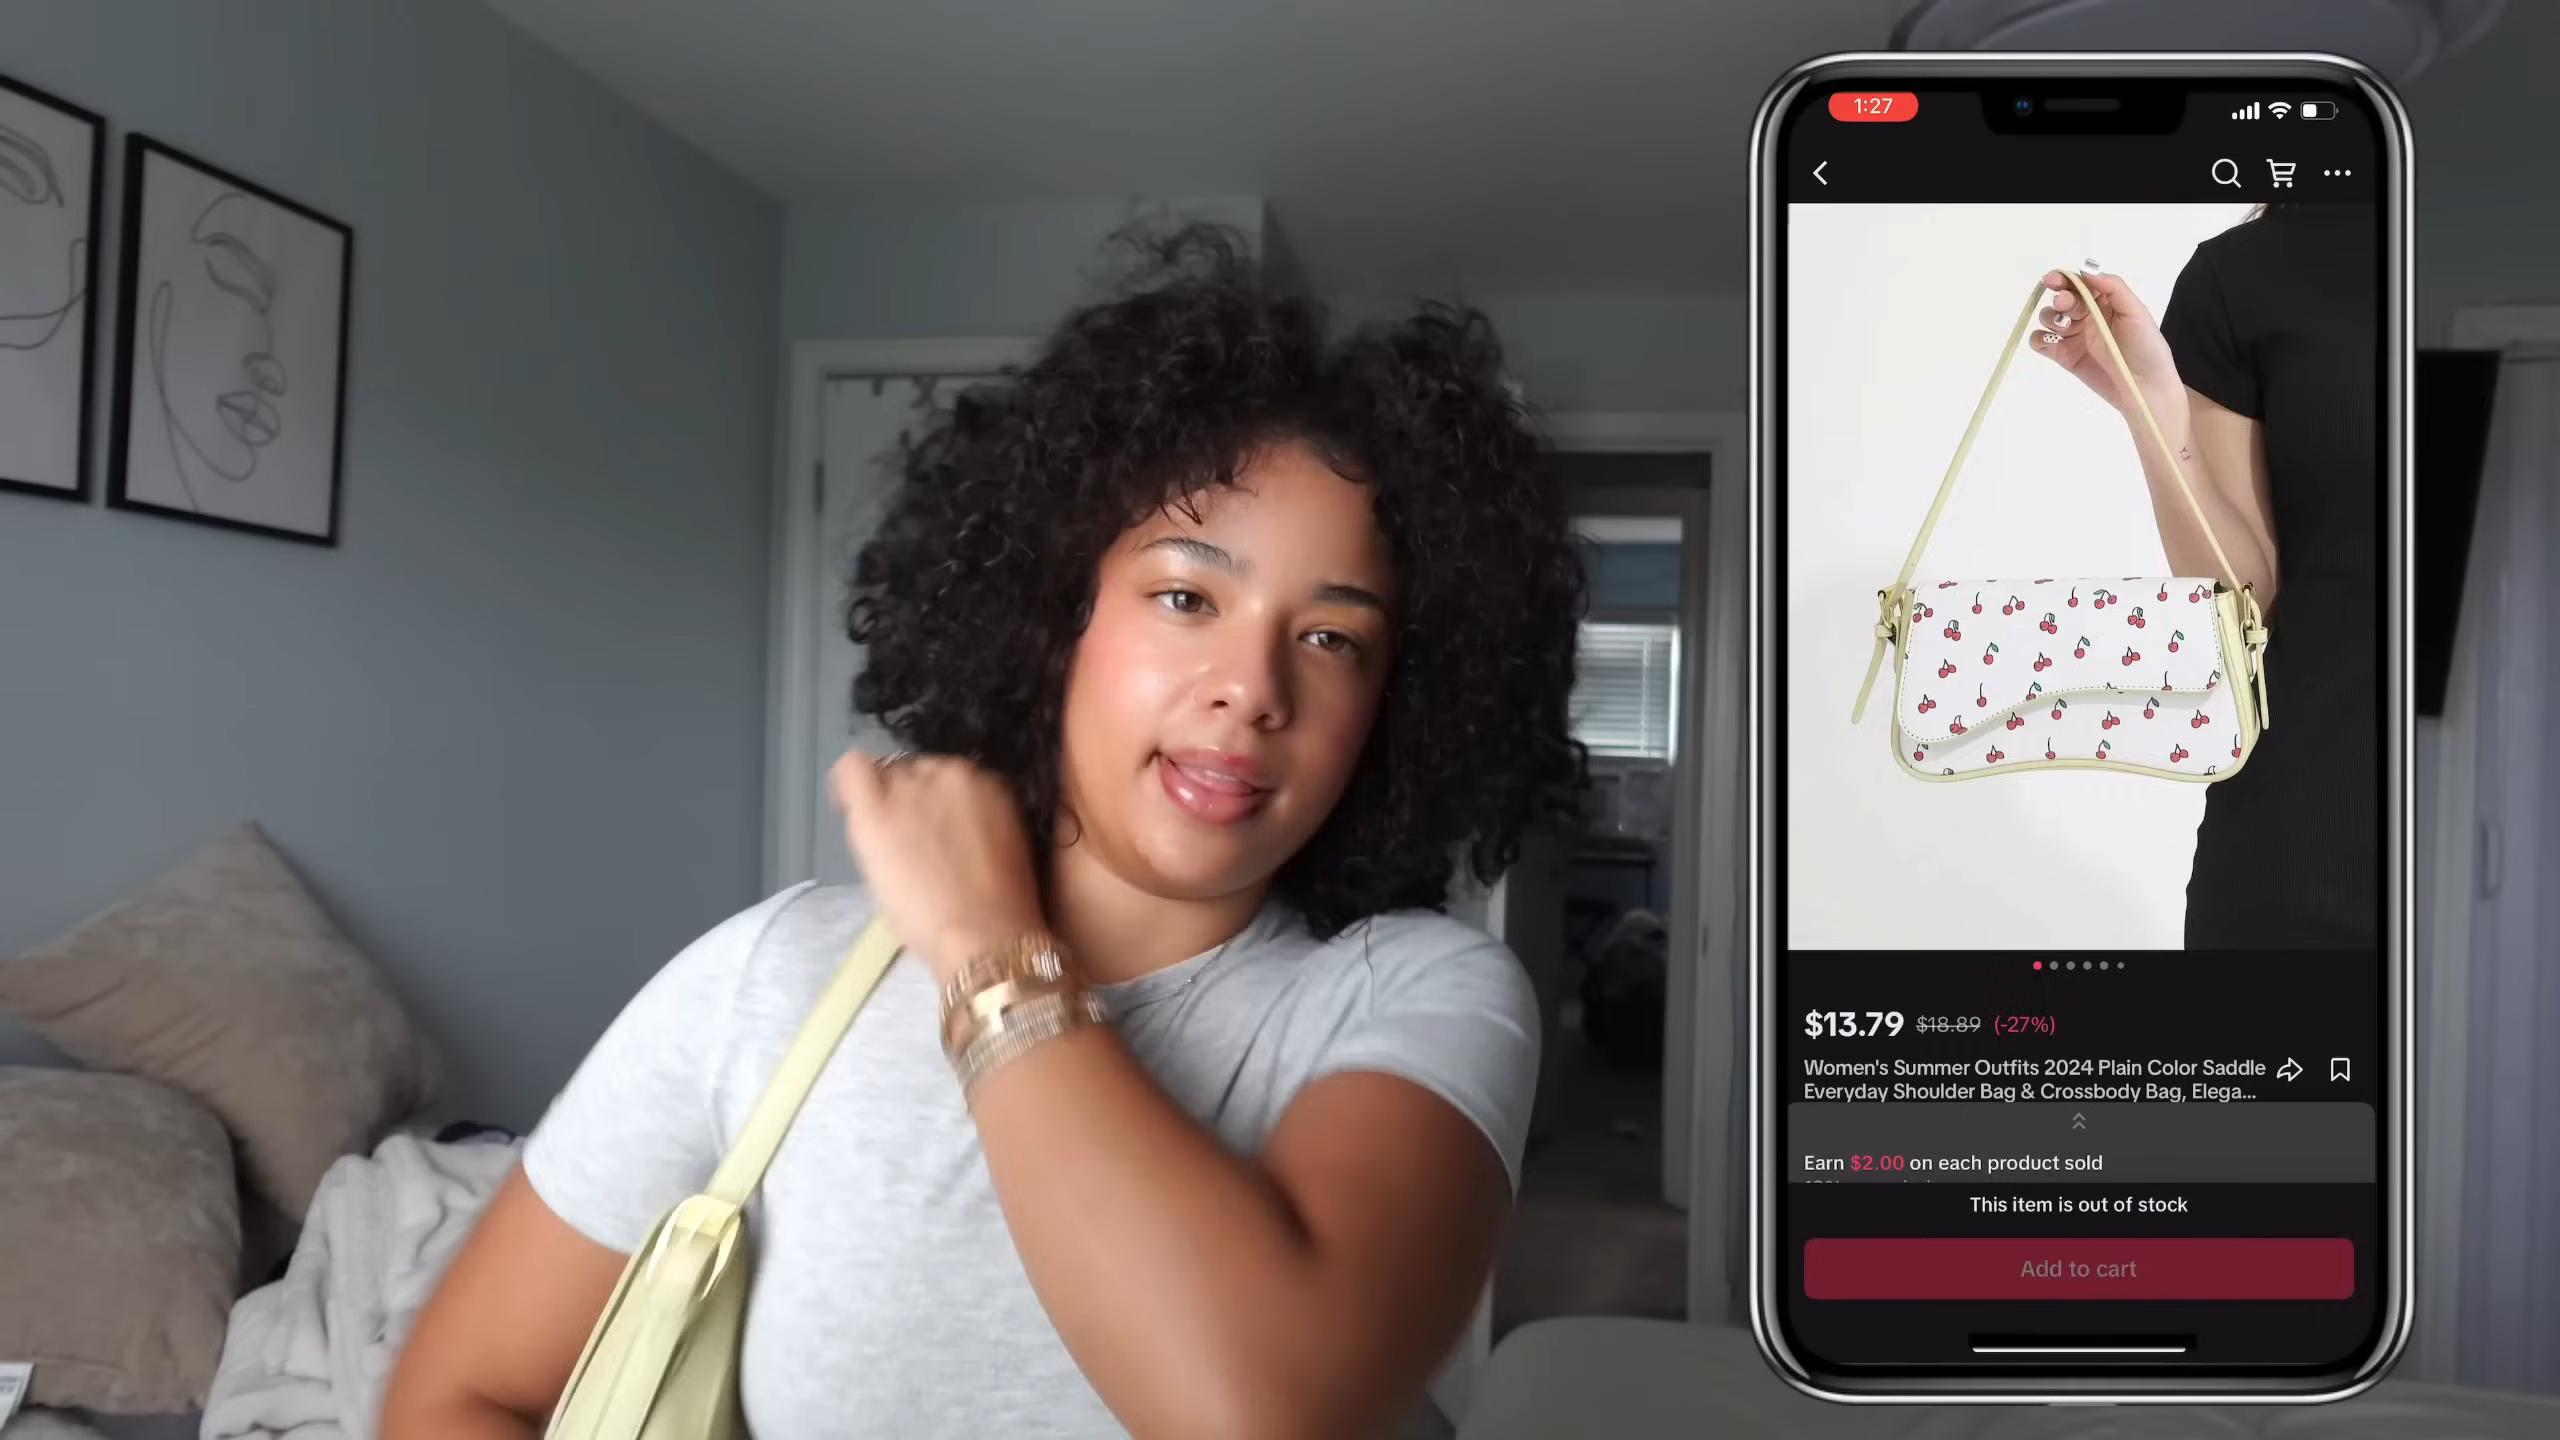 1:27
$13.79 $18.89 (-27%)
Women's Summer Outfits 2024 Plain Color Saddle
Everyday Shoulder Bag & Crossbody Bag, Elega...
Earn $2.00 on each product sold
This item is out of stock
Add to cart